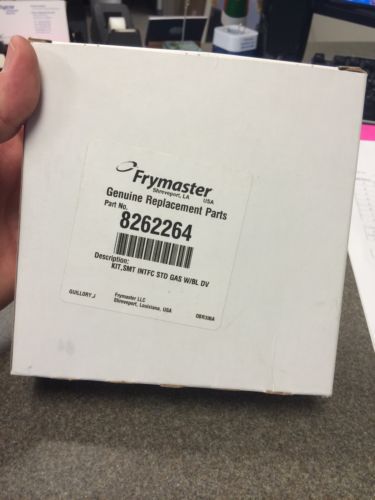 Frymaster
Shreveport, LA USA
Genuine Replacement Parts
Part No.
8262264
Description:
KIT,SMT INTFC STD GAS W/BL DV
GUILLORY,J
Frymaster LLC
Shreveport, Louisiana, USA